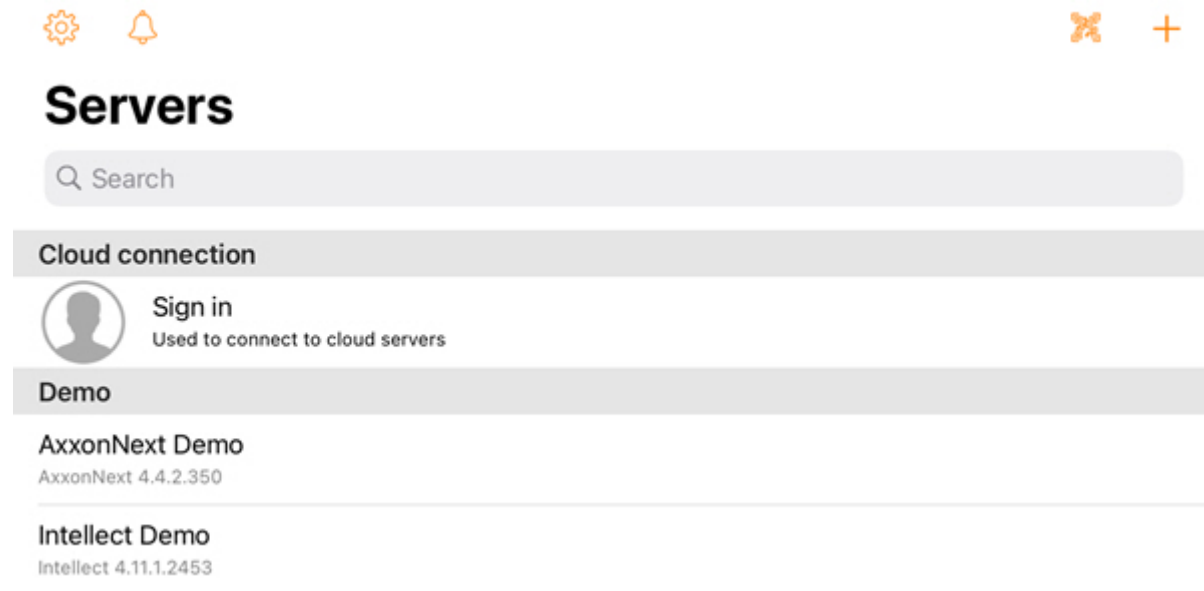 Servers
Search
Cloud connection
Sign in
Used to connect to cloud servers
Demo
AxxonNext Demo
AxxonNext 4.4.2.350
Intellect Demo
Intellect 4.11.1.2453